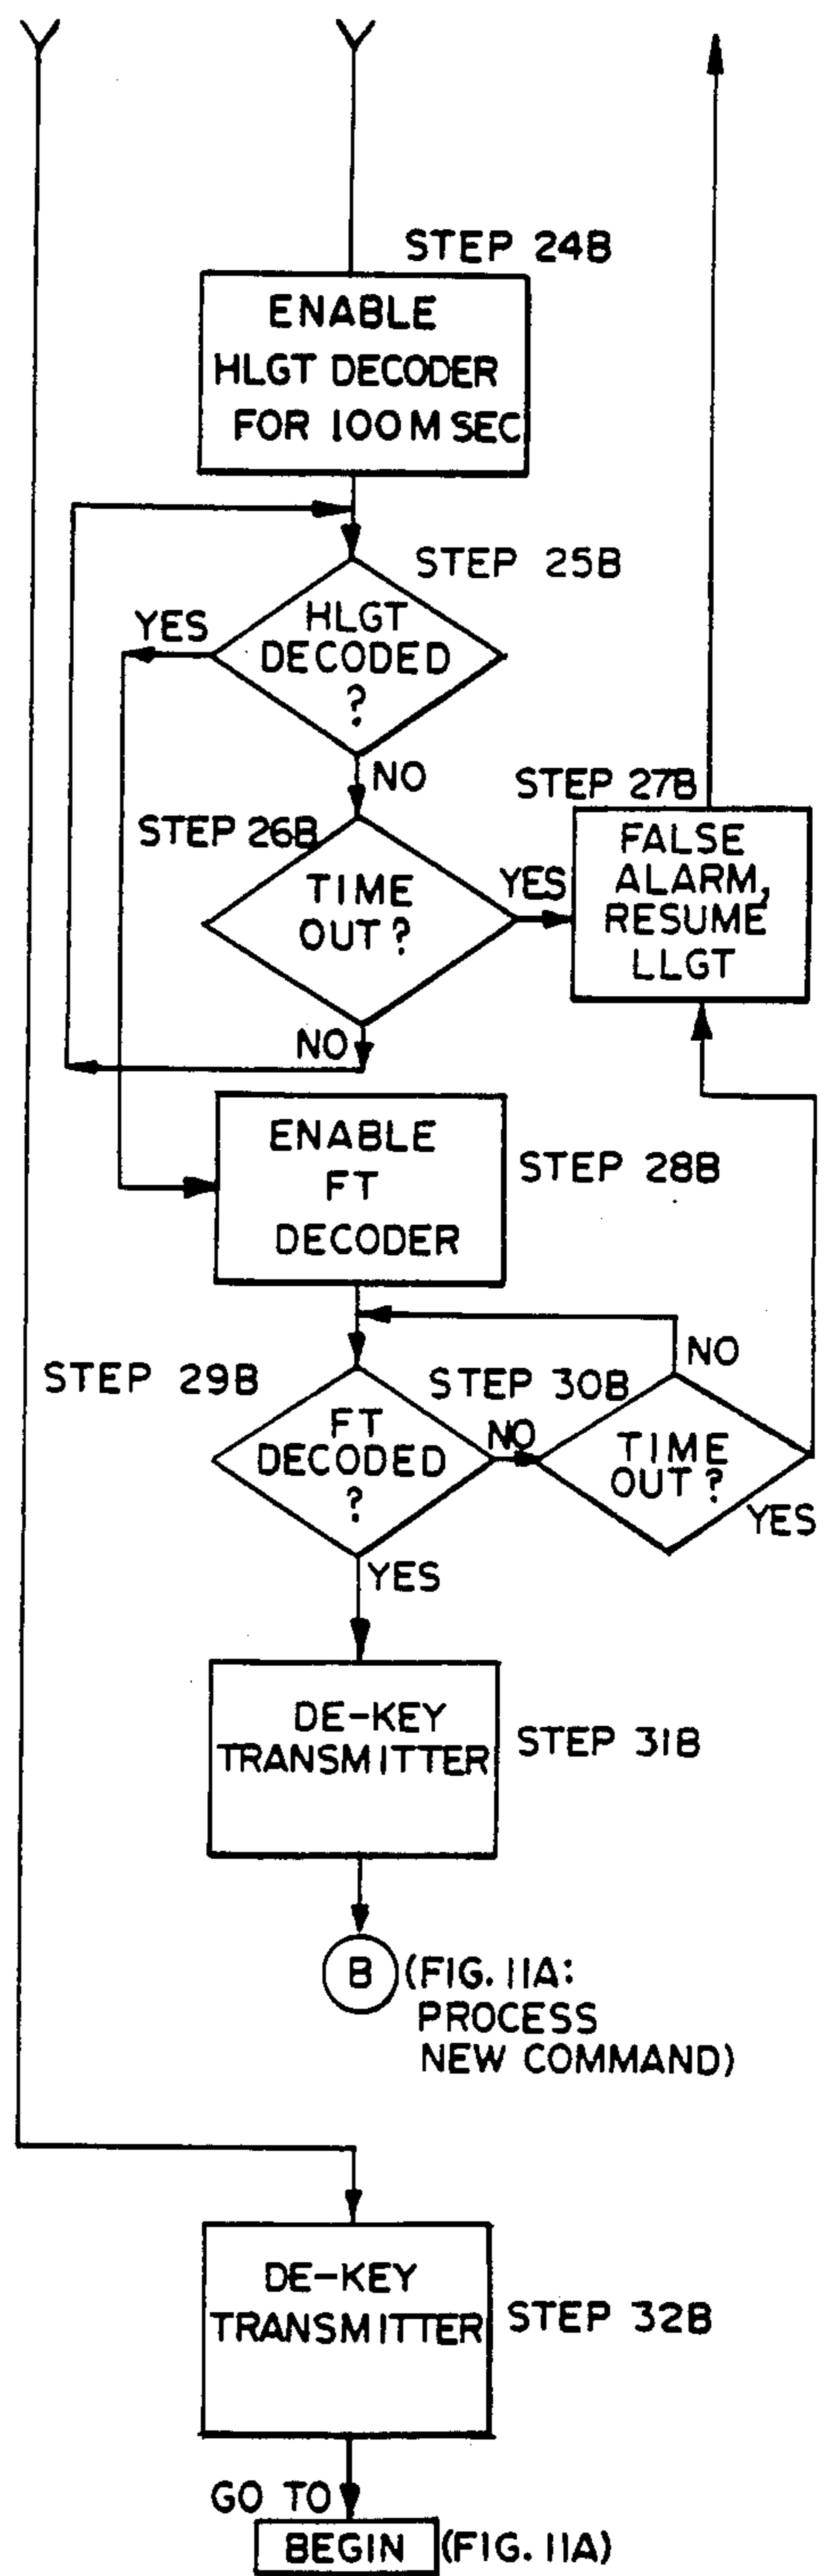 STEP 24B
ENABLE
HLGT DECODER
FOR 100 M SEC
STEP 25B
YES
HLGT
DECODED
?
NO
STEP 26B
TIME
OUT?
YES
NO
STEP 27B
FALSE
ALARM,
RESUME
LLGT
ENABLE
FT
DECODER
STEP 28B
STEP 29B
FT
DECODED
?
NO
STEP 30B
TIME
OUT?
NO
YES
YES
DE-KEY
TRANSMITTER
STEP 31B
B (FIG. 11A:
PROCESS
NEW COMMAND)
DE-KEY
TRANSMITTER
STEP 32B
GO TO
BEGIN (FIG. 11A)